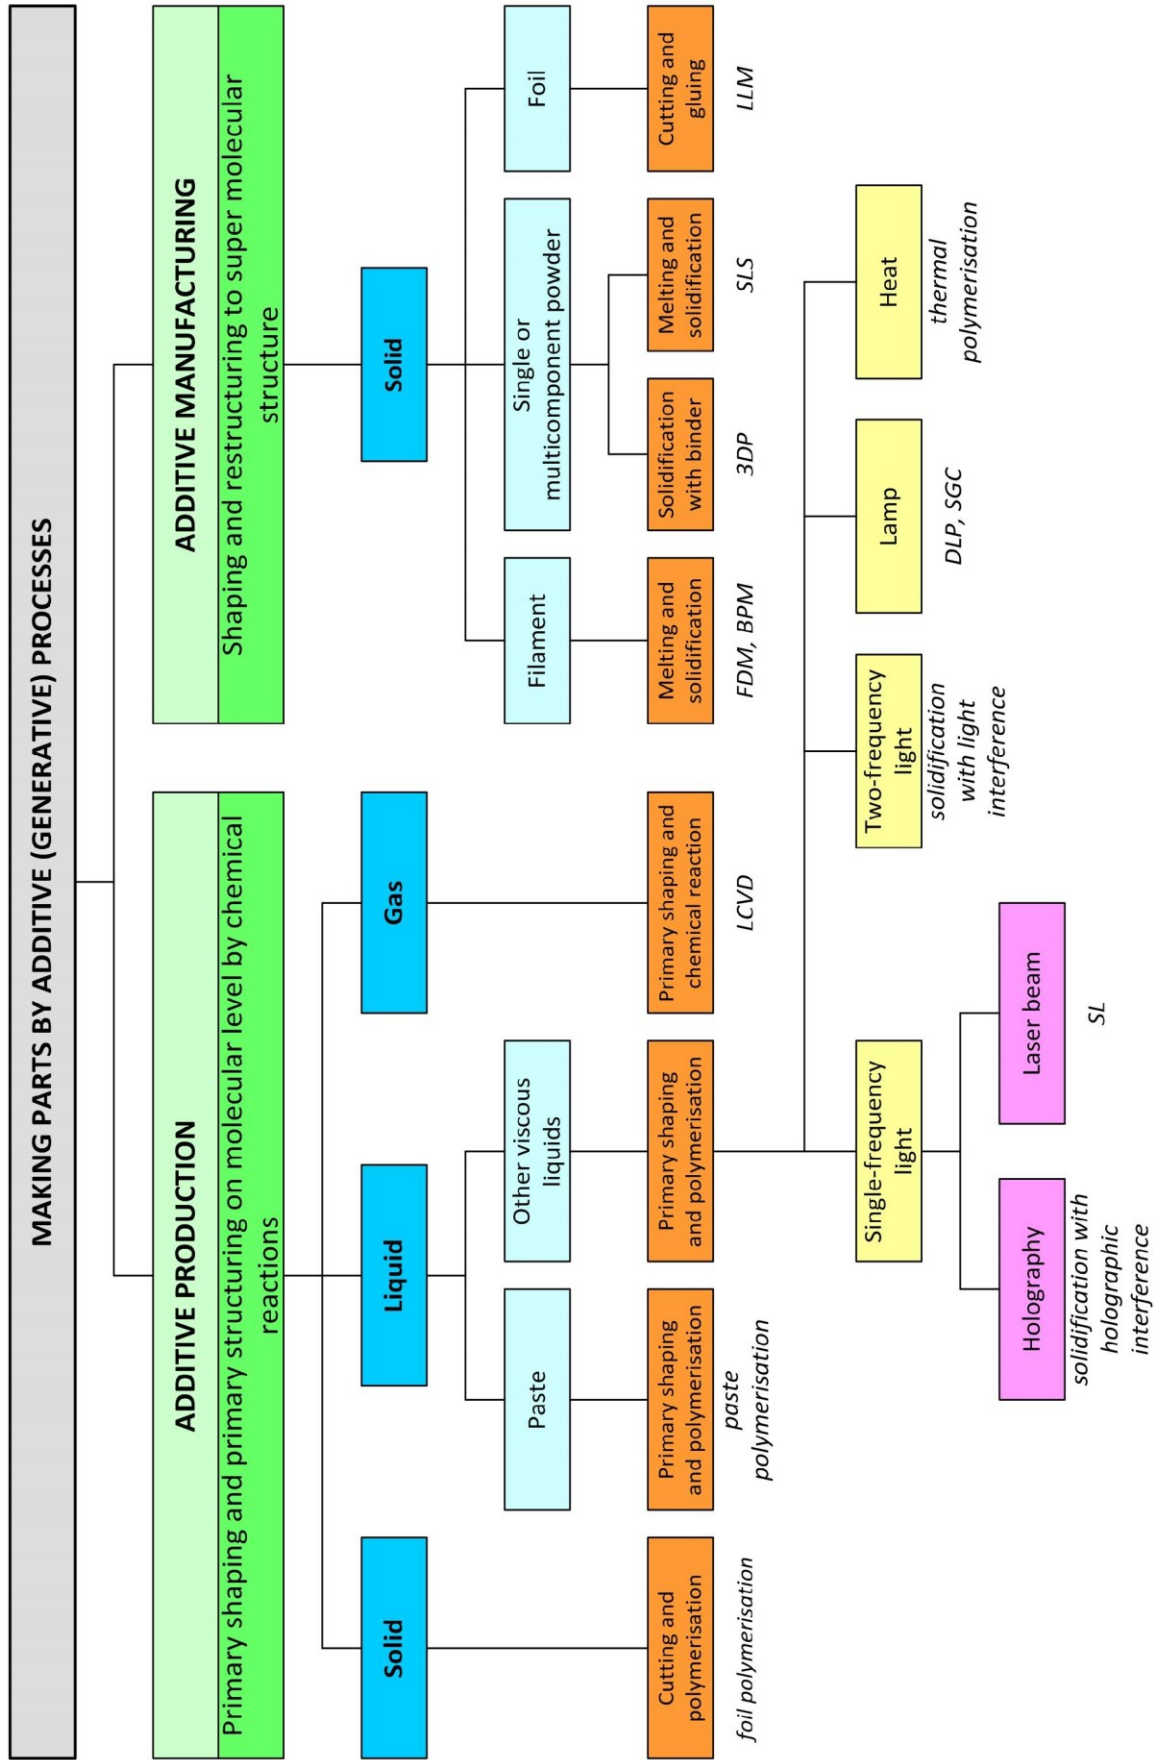 MAKING PARTS BY ADDITIVE (GENERATIVE) PROCESSES
ADDITIVE PRODUCTION
Primary shaping and primary structuring on molecular level by chemical
reactions
ADDITIVE MANUFACTURING
Shaping and restructuring to super molecular
structure
Solid
Liquid
Gas
Solid
Paste
Other viscous
liquids
Filament
Single or
multicomponent powder
Foil
Cutting and
polymerisation
foil polymerisation
Primary shaping
and polymerisation
paste
polymerisation
Primary shaping
and polymerisation
Primary shaping and
chemical reaction
LCVD
Melting and
solidification
FDM, BPM
Solidification
with binder
3DP
Melting and
solidification
SLS
Cutting and
gluing
LLM
Single-frequency
light
Two-frequency
light
solidification
with light
interference
Lamp
DLP, SGC
Heat
thermal
polymerisation
Holography
solidification with
holographic
interference
Laser beam
SL